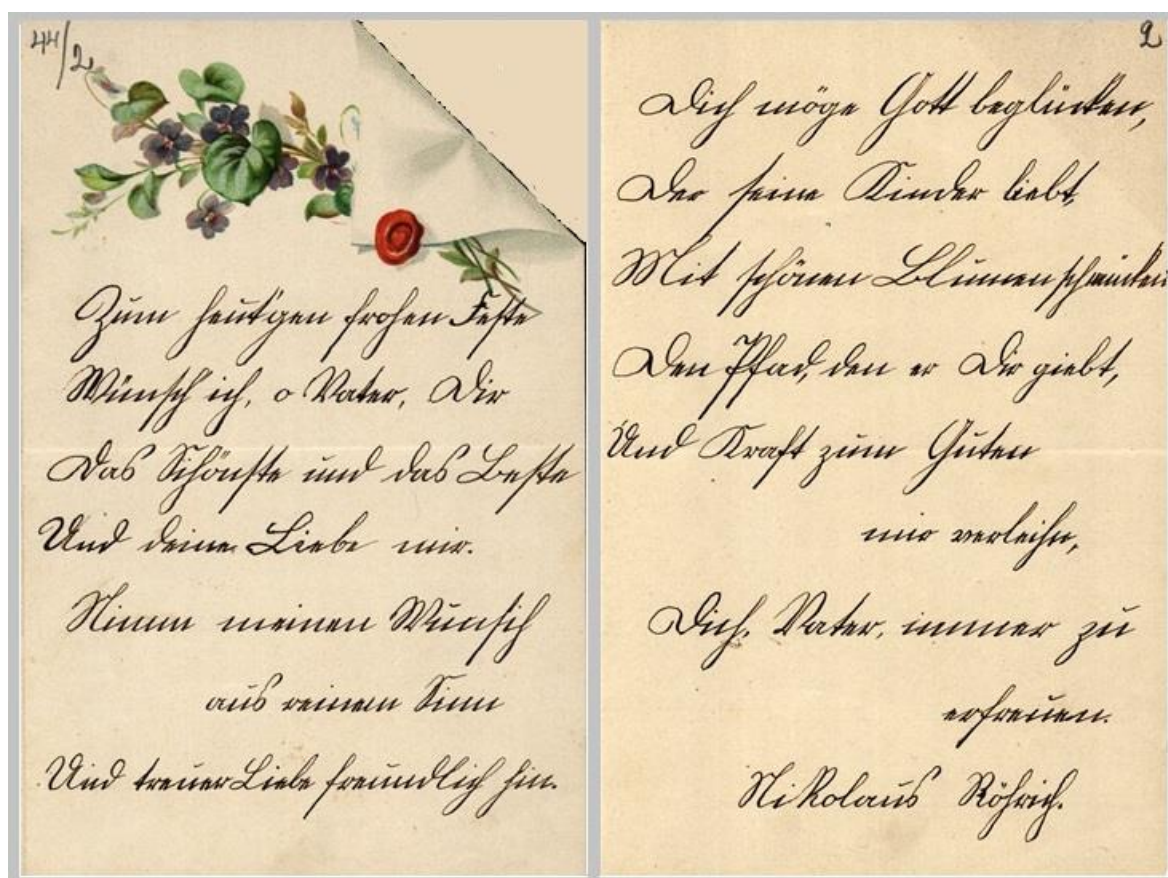 44/2
Zum heut'gen frohen Feste
Wünsch ich, o Vater, Dir
Das Schönste und das Beste
Und deine Liebe mir.
Nimm meinen Wunsch
aus reinem Sinn
Und treuer Liebe freundlich hin.
2
Dich möge Gott beglücken,
Der seine Kinder liebt,
Mit schönen Blumen schmücken
Den Pfad, den er Dir giebt,
Und Kraft zum Guten
mir verleihn,
Dich, Vater, immer zu
erfreuen.
Nikolaus Röhrich.